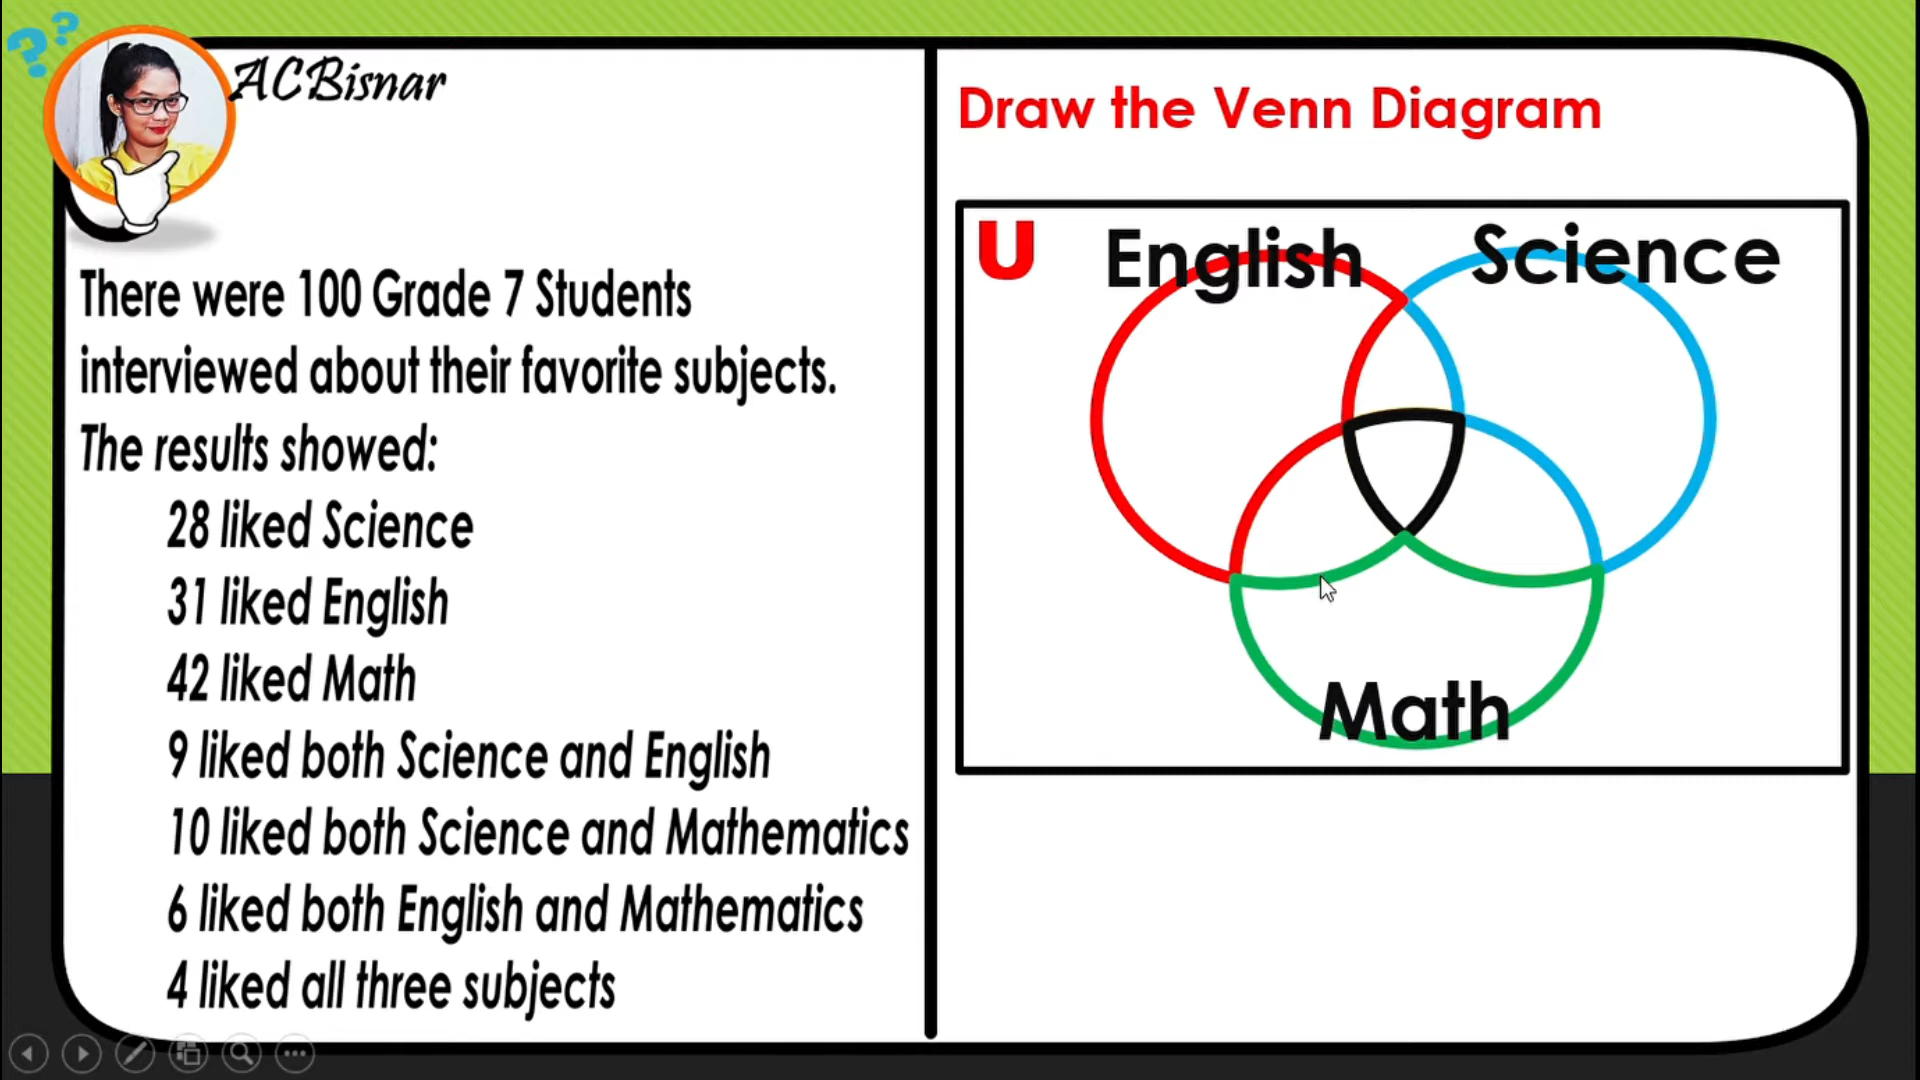 ??
ACBisnar
There were 100 Grade 7 Students
interviewed about their favorite subjects.
The results showed:
28 liked Science
31 liked English
42 liked Math
9 liked both Science and English
10 liked both Science and Mathematics
6 liked both English and Mathematics
4 liked all three subjects
Draw the Venn Diagram
U English Science
Math